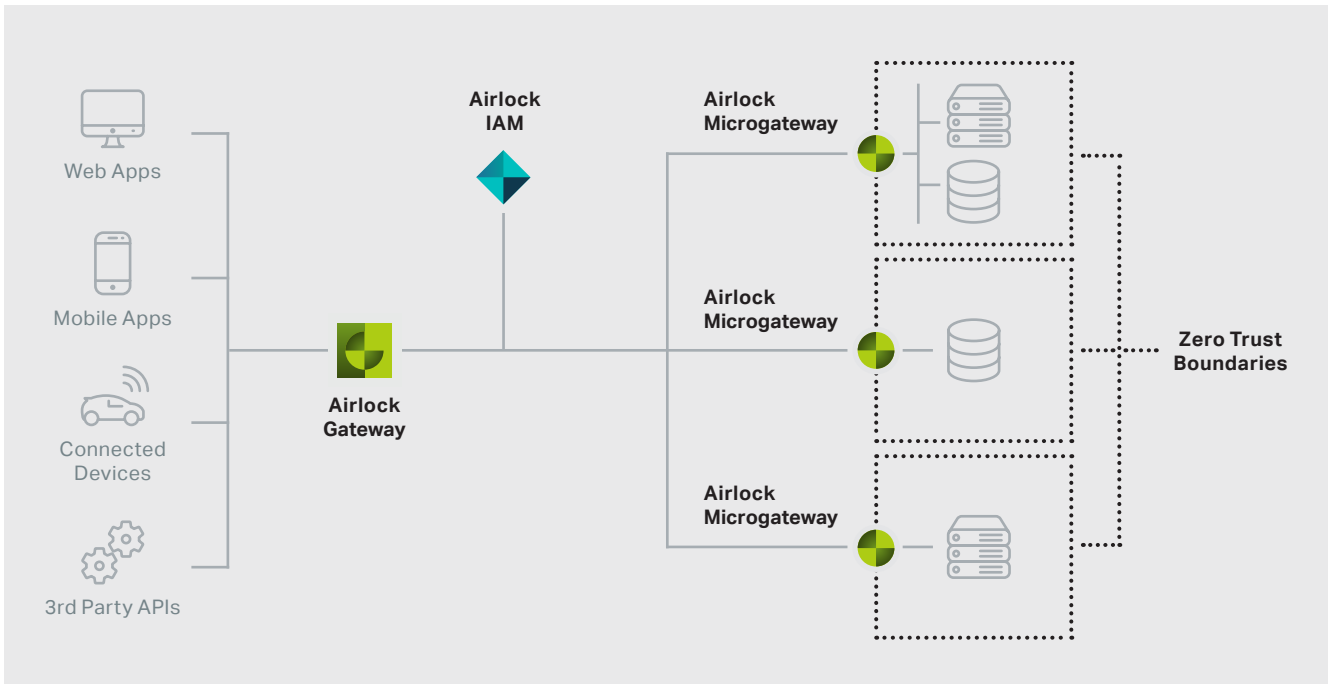 Web Apps
Mobile Apps
Connected
Devices
3rd Party APIs
Airlock
Gateway
Airlock
IAM
Airlock
Microgateway
Airlock
Microgateway
Airlock
Microgateway
Zero Trust
Boundaries